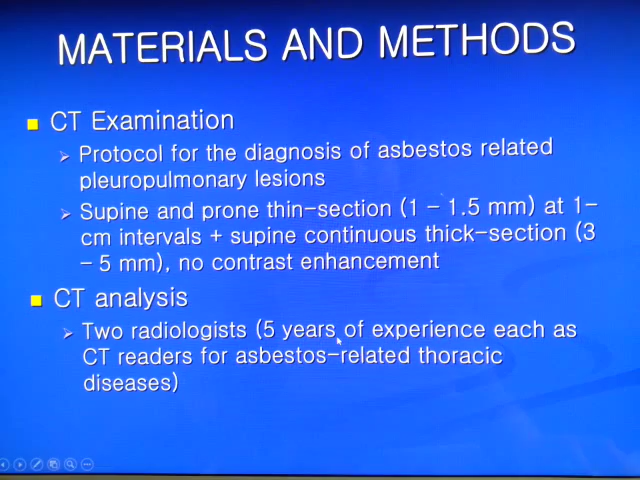 MATERIALS AND METHODS
CT Examination
Protocol for the diagnosis of asbestos related
pleuropulmonary lesions
Supine and prone thin-section (1 - 1.5 mm) at 1-
cm intervals + supine continuous thick-section (3
- 5 mm), no contrast enhancement
CT analysis
Two radiologists (5 years of experience each as
CT readers for asbestos-related thoracic
diseases)